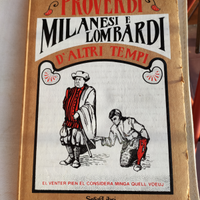 PROVERBI
MILANESI E
LOMBARDI
D'ALTRI TEMPI
EL VENTER PIEN EL CONSIDERA MINGA QUELL VOEUJ